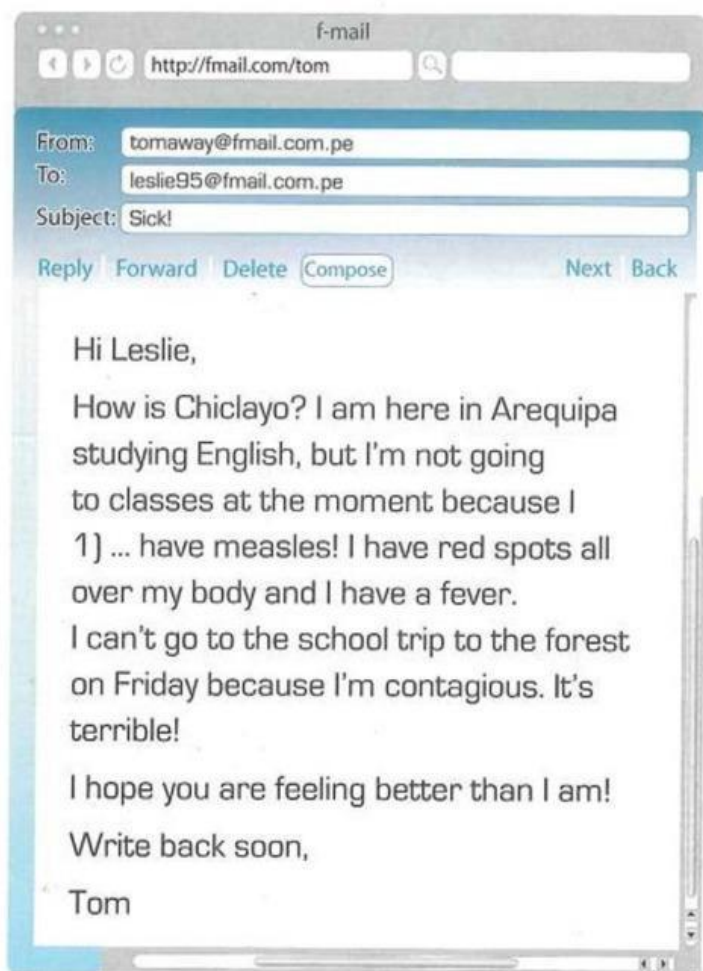 f-mail
http://fmail.com/tom
From: tomaway@fmail.com.pe
To: leslie95@fmail.com.pe
Subject: Sick!
Reply Forward Delete Compose Next Back
Hi Leslie,
How is Chiclayo? I am here in Arequipa
studying English, but I'm not going
to classes at the moment because I
1) ... have measles! I have red spots all
over my body and I have a fever.
I can't go to the school trip to the forest
on Friday because I'm contagious. It's
terrible!
I hope you are feeling better than I am!
Write back soon,
Tom